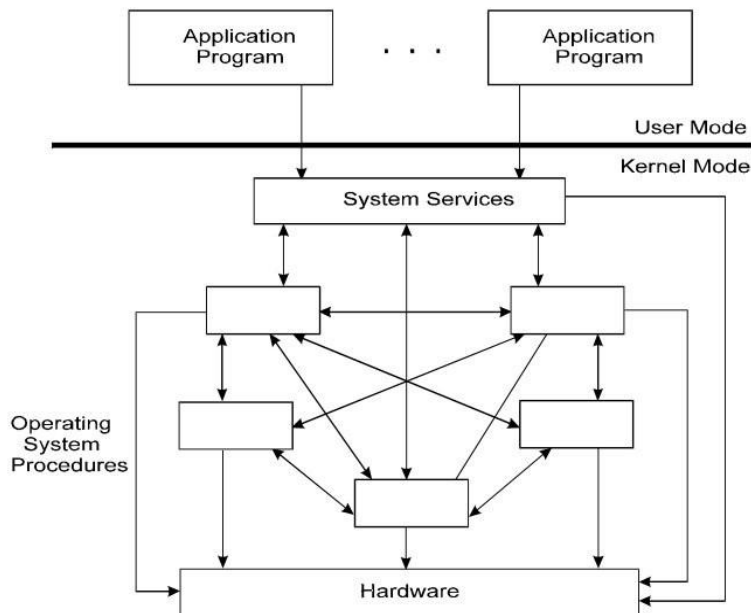 Application
Program
. . .
Application
Program
User Mode
Kernel Mode
System Services
Operating
System
Procedures
Hardware